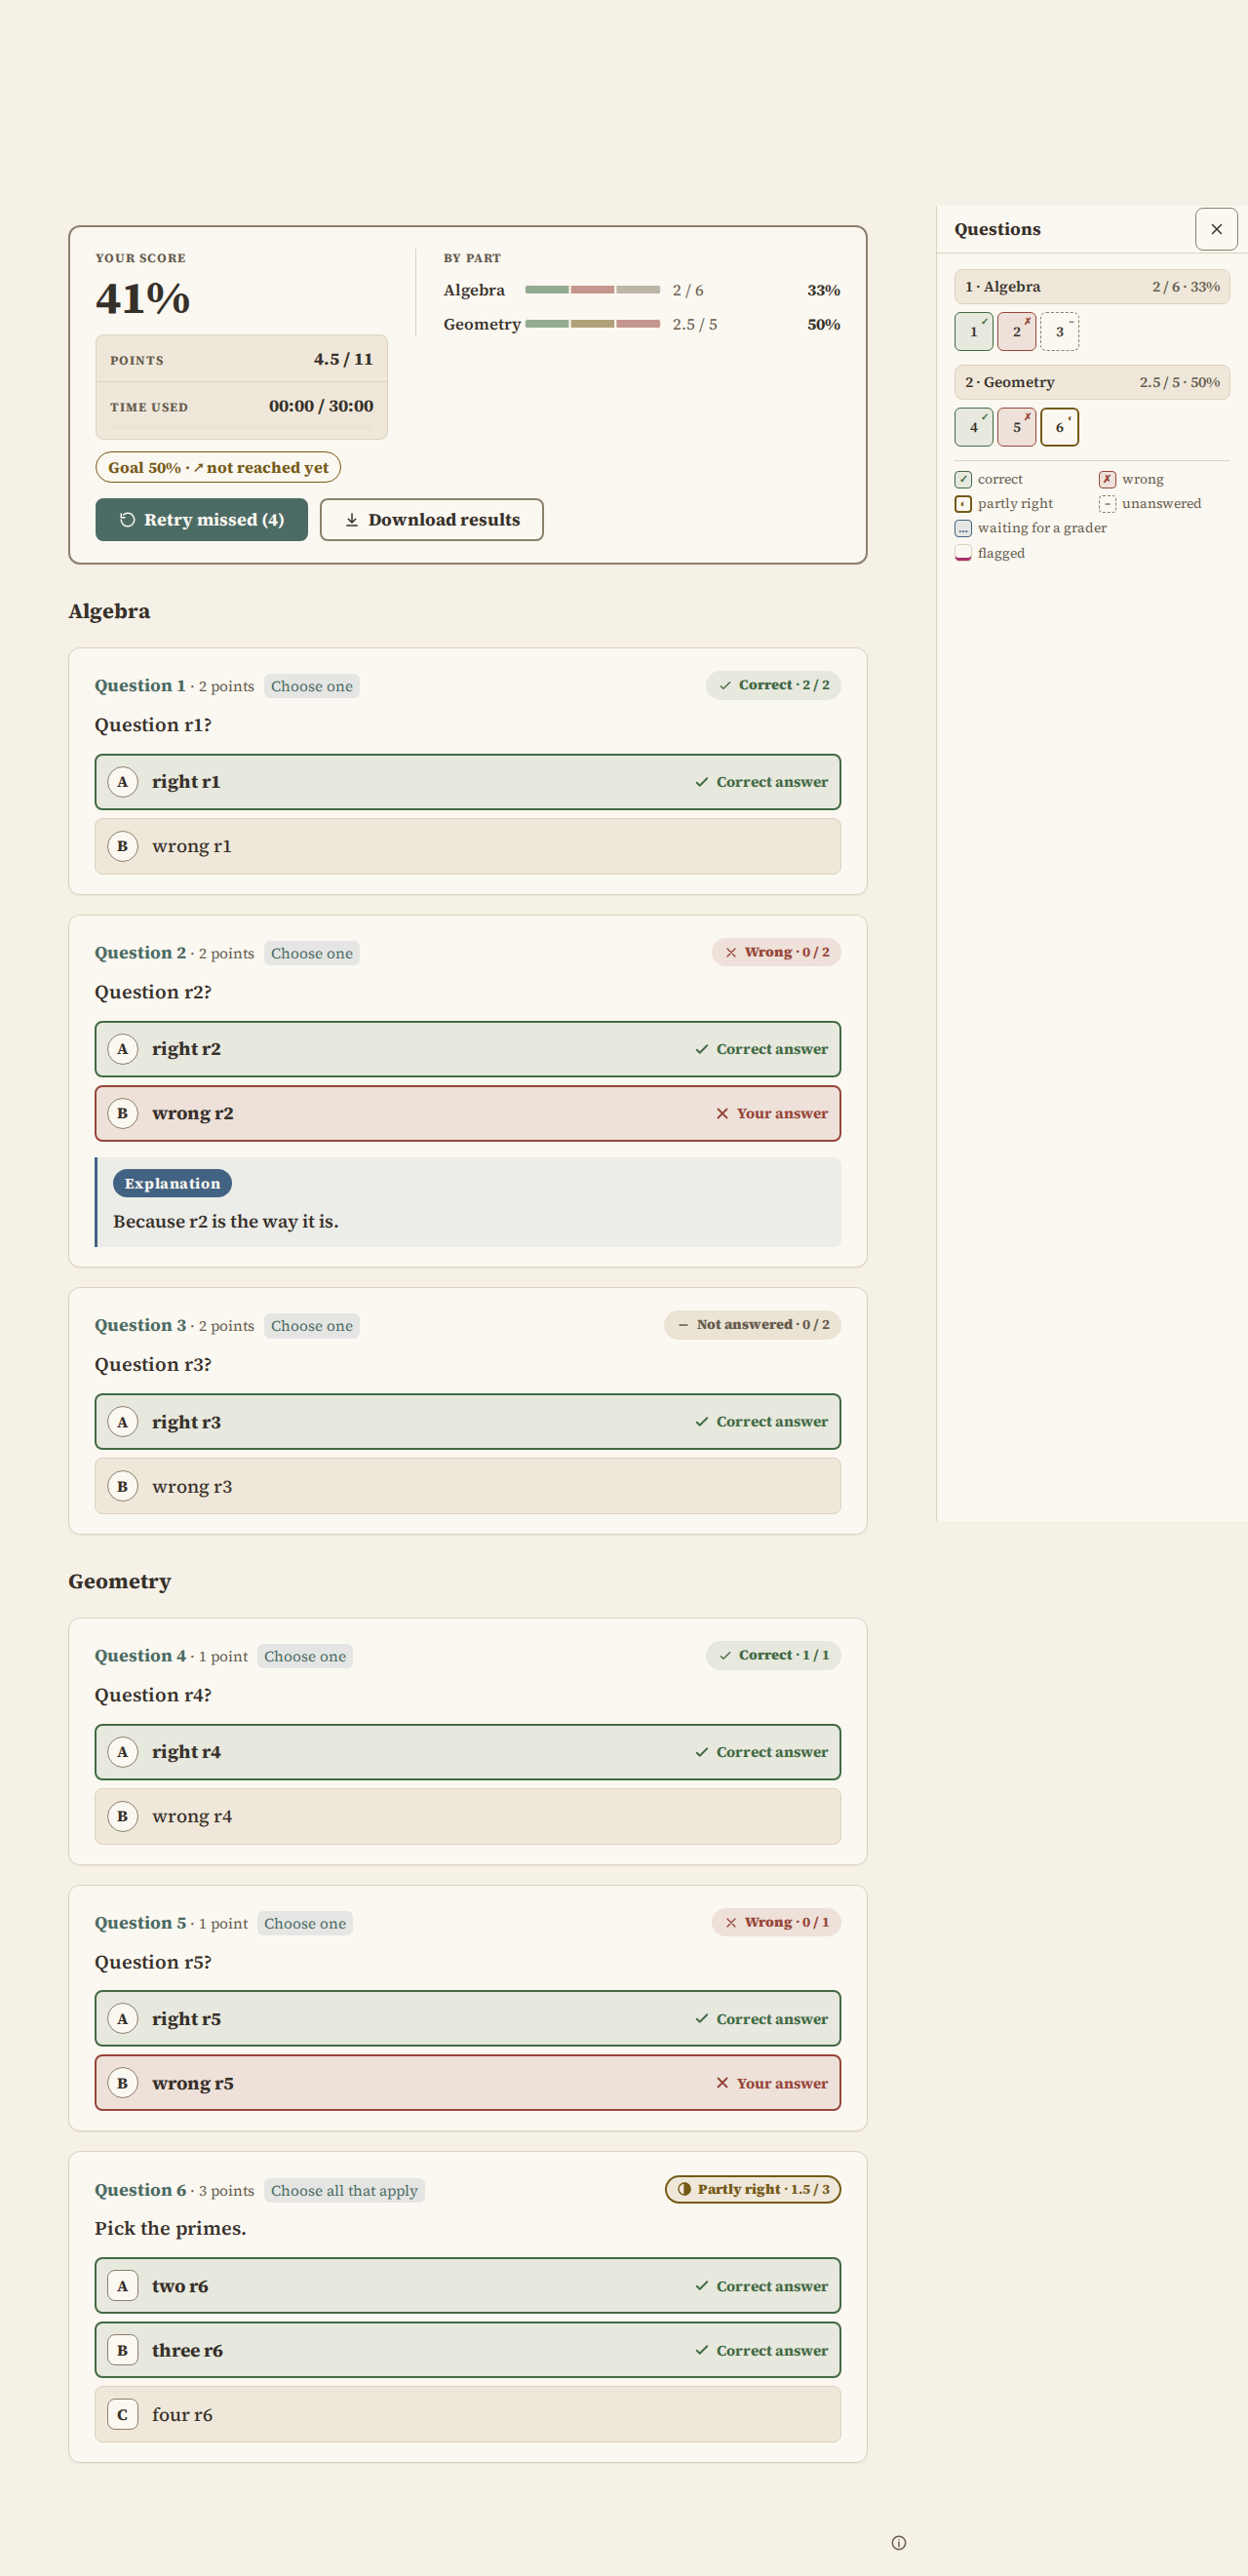 YOUR SCORE
41%
POINTS 4.5 / 11
TIME USED 00:00 / 30:00
Goal 50% · ↗ not reached yet
Retry missed (4)
Download results
BY PART
Algebra 2 / 6 33%
Geometry 2.5 / 5 50%
Algebra
Question 1 · 2 points Choose one
✓ Correct · 2 / 2
Question r1?
A right r1 ✓ Correct answer
B wrong r1
Question 2 · 2 points Choose one
✕ Wrong · 0 / 2
Question r2?
A right r2 ✓ Correct answer
B wrong r2 ✕ Your answer
Explanation
Because r2 is the way it is.
Question 3 · 2 points Choose one
– Not answered · 0 / 2
Question r3?
A right r3 ✓ Correct answer
B wrong r3
Geometry
Question 4 · 1 point Choose one
✓ Correct · 1 / 1
Question r4?
A right r4 ✓ Correct answer
B wrong r4
Question 5 · 1 point Choose one
✕ Wrong · 0 / 1
Question r5?
A right r5 ✓ Correct answer
B wrong r5 ✕ Your answer
Question 6 · 3 points Choose all that apply
Partly right · 1.5 / 3
Pick the primes.
A two r6 ✓ Correct answer
B three r6 ✓ Correct answer
C four r6
Questions
1 · Algebra 2 / 6 · 33%
1 ✓ 2 ✗ 3 –
2 · Geometry 2.5 / 5 · 50%
4 ✓ 5 ✗ 6
✓ correct ✗ wrong
partly right – unanswered
… waiting for a grader
flagged